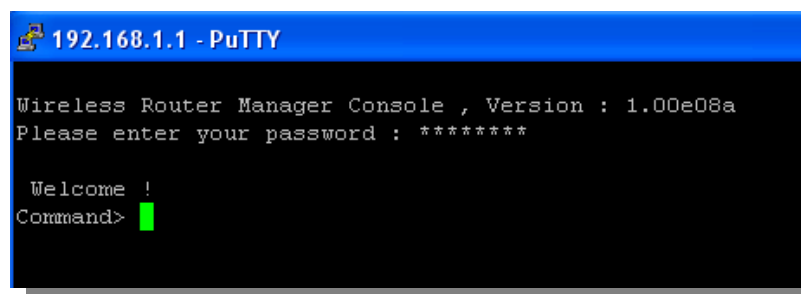 192.168.1.1 - PuTTY
Wireless Router Manager Console , Version : 1.00e08a
Please enter your password : ********
Welcome !
Command>